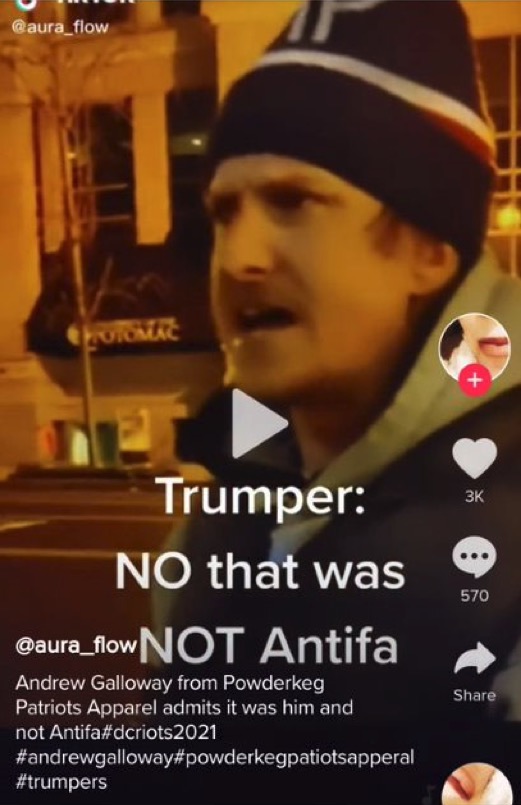 @aura_flow
POTOMAC
3K
Trumper:
NO that was
570
@aura_flow NOT Antifa
Share
Andrew Galloway from Powderkeg
Patriots Apparel admits it was him and
not Antifa#dcriots2021
#andrewgalloway#powderkegpatiotsapperal
#trumpers